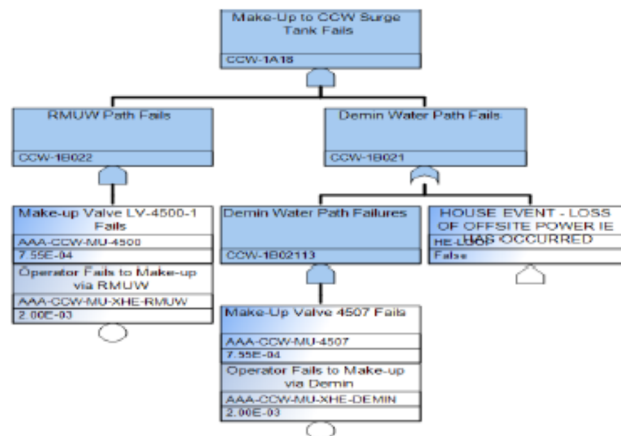 Make-Up to CCW Surge
Tank Fails
CCW-1A18
RMUW Path Fails
CCW-1B022
Demin Water Path Fails
CCW-1B021
Make-up Valve LV-4500-1
Fails
AAA-CCW-MU-4500
7.55E-04
Operator Fails to Make-up
via RMUW
AAA-CCW-MU-XHE-RMUW
2.00E-03
Demin Water Path Failures
CCW-1B02113
HOUSE EVENT - LOSS
OF OFFSITE POWER IE
HAS OCCURRED
HE-LOOP
False
Make-Up Valve 4507 Fails
AAA-CCW-MU-4507
7.55E-04
Operator Fails to Make-up
via Demin
AAA-CCW-MU-XHE-DEMIN
2.00E-03